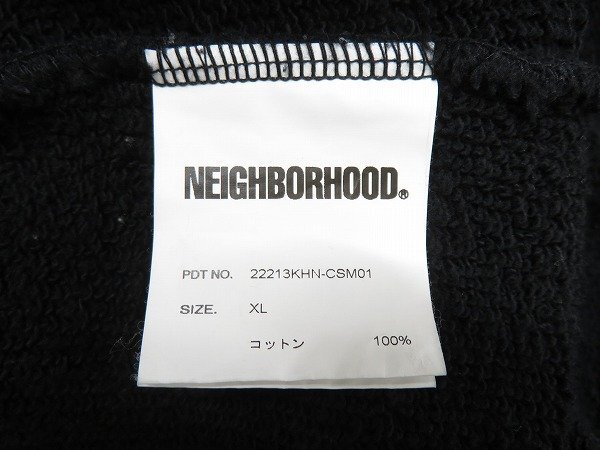 NEIGHBORHOOD®
PDT NO. 22213KHN-CSM01
SIZE. XL
コットン 100%